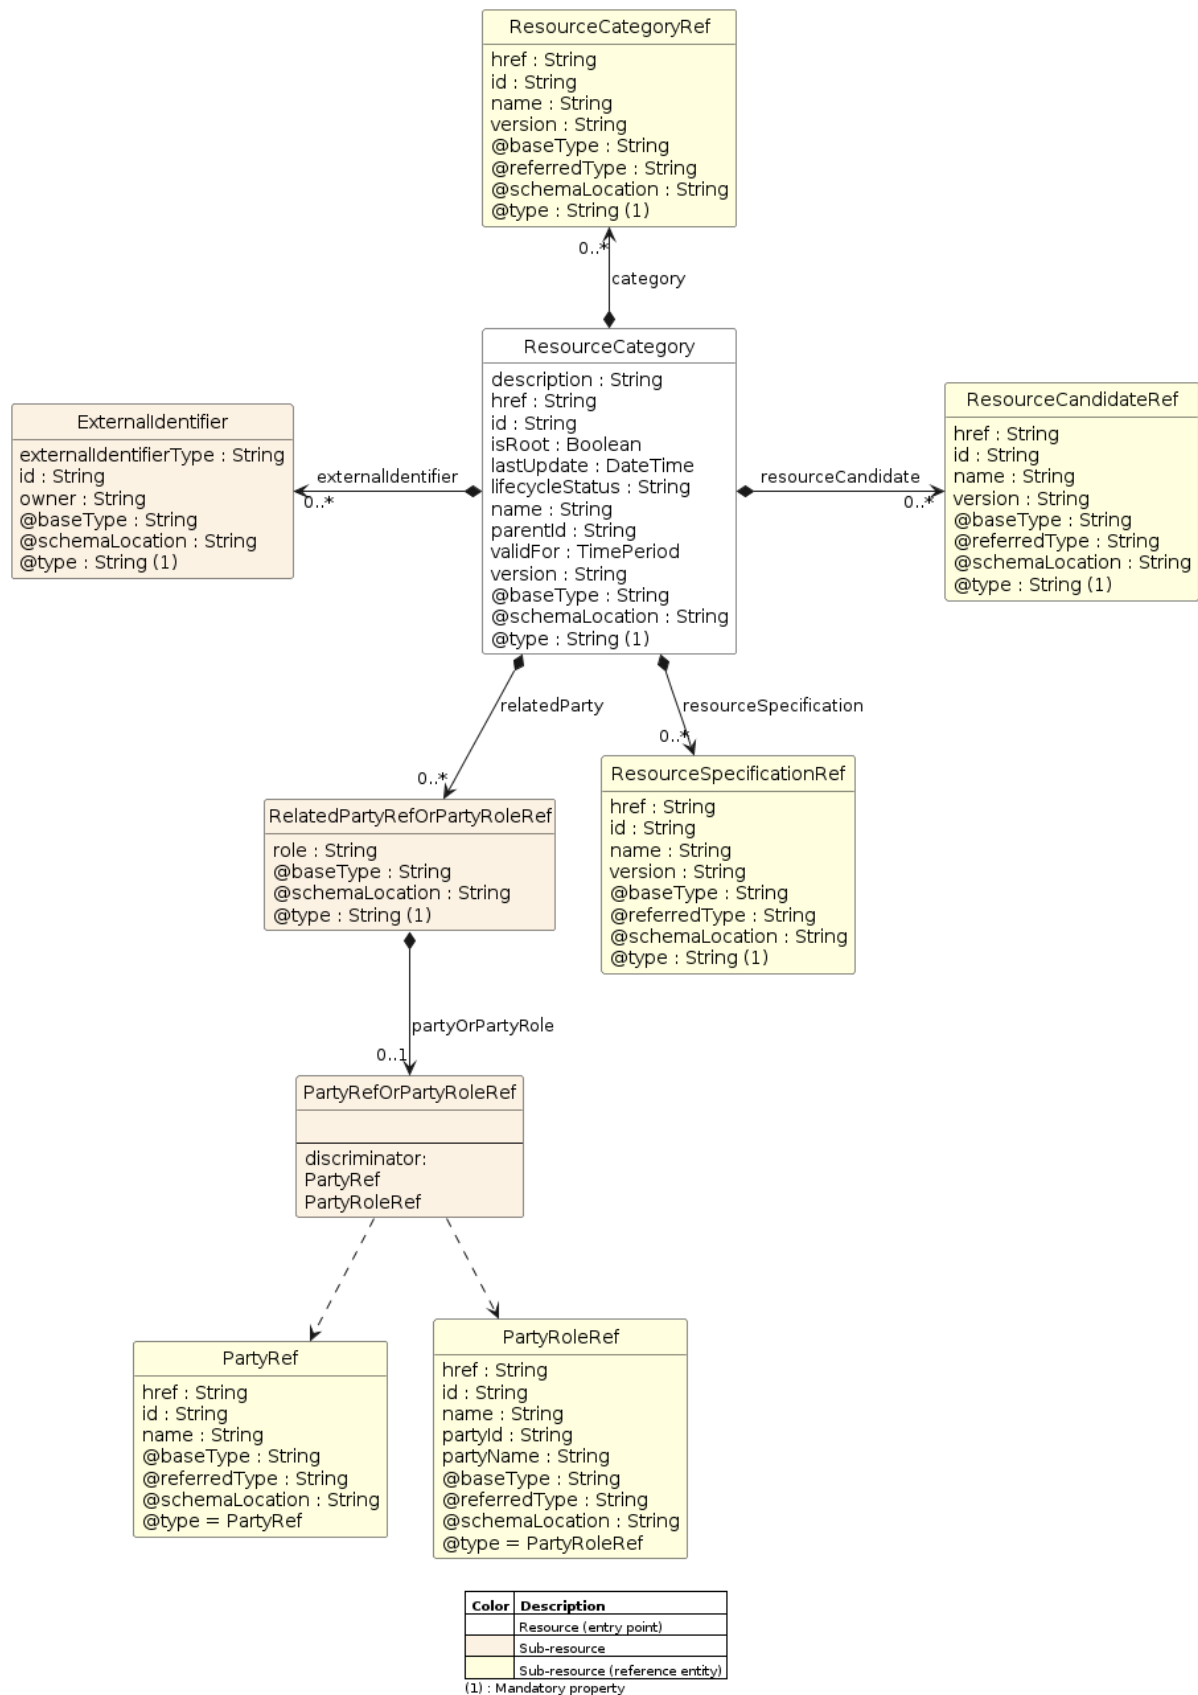 ResourceCategoryRef
href : String
id : String
name : String
version : String
@baseType : String
@referredType : String
@schemaLocation : String
@type : String (1)
0..*
category
ResourceCategory
description : String
href : String
id : String
isRoot : Boolean
lastUpdate : DateTime
lifecycleStatus : String
name : String
parentId : String
validFor : TimePeriod
version : String
@baseType : String
@schemaLocation : String
@type : String (1)
ExternalIdentifier
externalIdentifierType : String
id : String
owner : String
@baseType : String
@schemaLocation : String
@type : String (1)
externalIdentifier
0..*
resourceCandidate
0..*
ResourceCandidateRef
href : String
id : String
name : String
version : String
@baseType : String
@referredType : String
@schemaLocation : String
@type : String (1)
relatedParty
0..*
resourceSpecification
0..*
RelatedPartyRefOrPartyRoleRef
role : String
@baseType : String
@schemaLocation : String
@type : String (1)
ResourceSpecificationRef
href : String
id : String
name : String
version : String
@baseType : String
@referredType : String
@schemaLocation : String
@type : String (1)
partyOrPartyRole
0..1
PartyRefOrPartyRoleRef
discriminator:
PartyRef
PartyRoleRef
PartyRef
href : String
id : String
name : String
@baseType : String
@referredType : String
@schemaLocation : String
@type = PartyRef
PartyRoleRef
href : String
id : String
name : String
partyId : String
partyName : String
@baseType : String
@referredType : String
@schemaLocation : String
@type = PartyRoleRef
Color Description
Resource (entry point)
Sub-resource
Sub-resource (reference entity)
(1) : Mandatory property